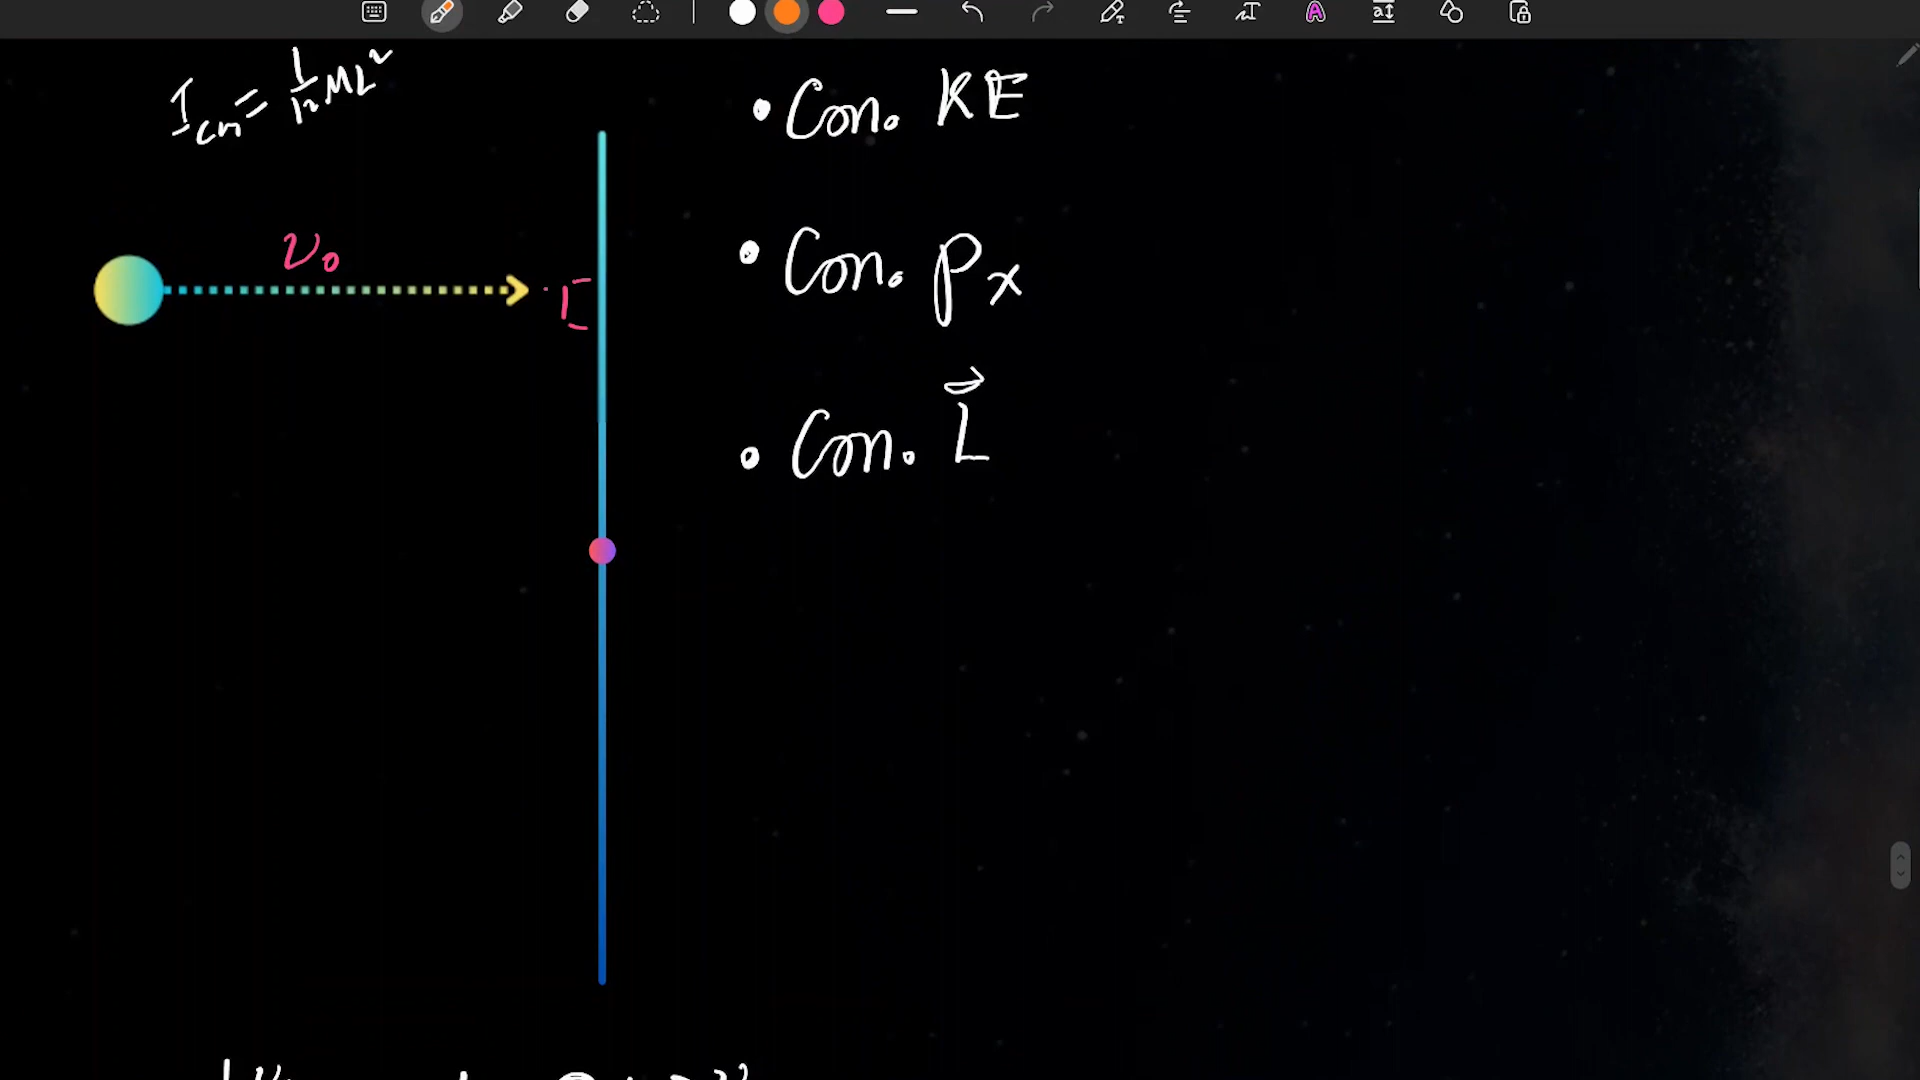 I_cm = 1/12 ML²
• Con. KE
v₀
• Con. pₓ
• Con. L⃗